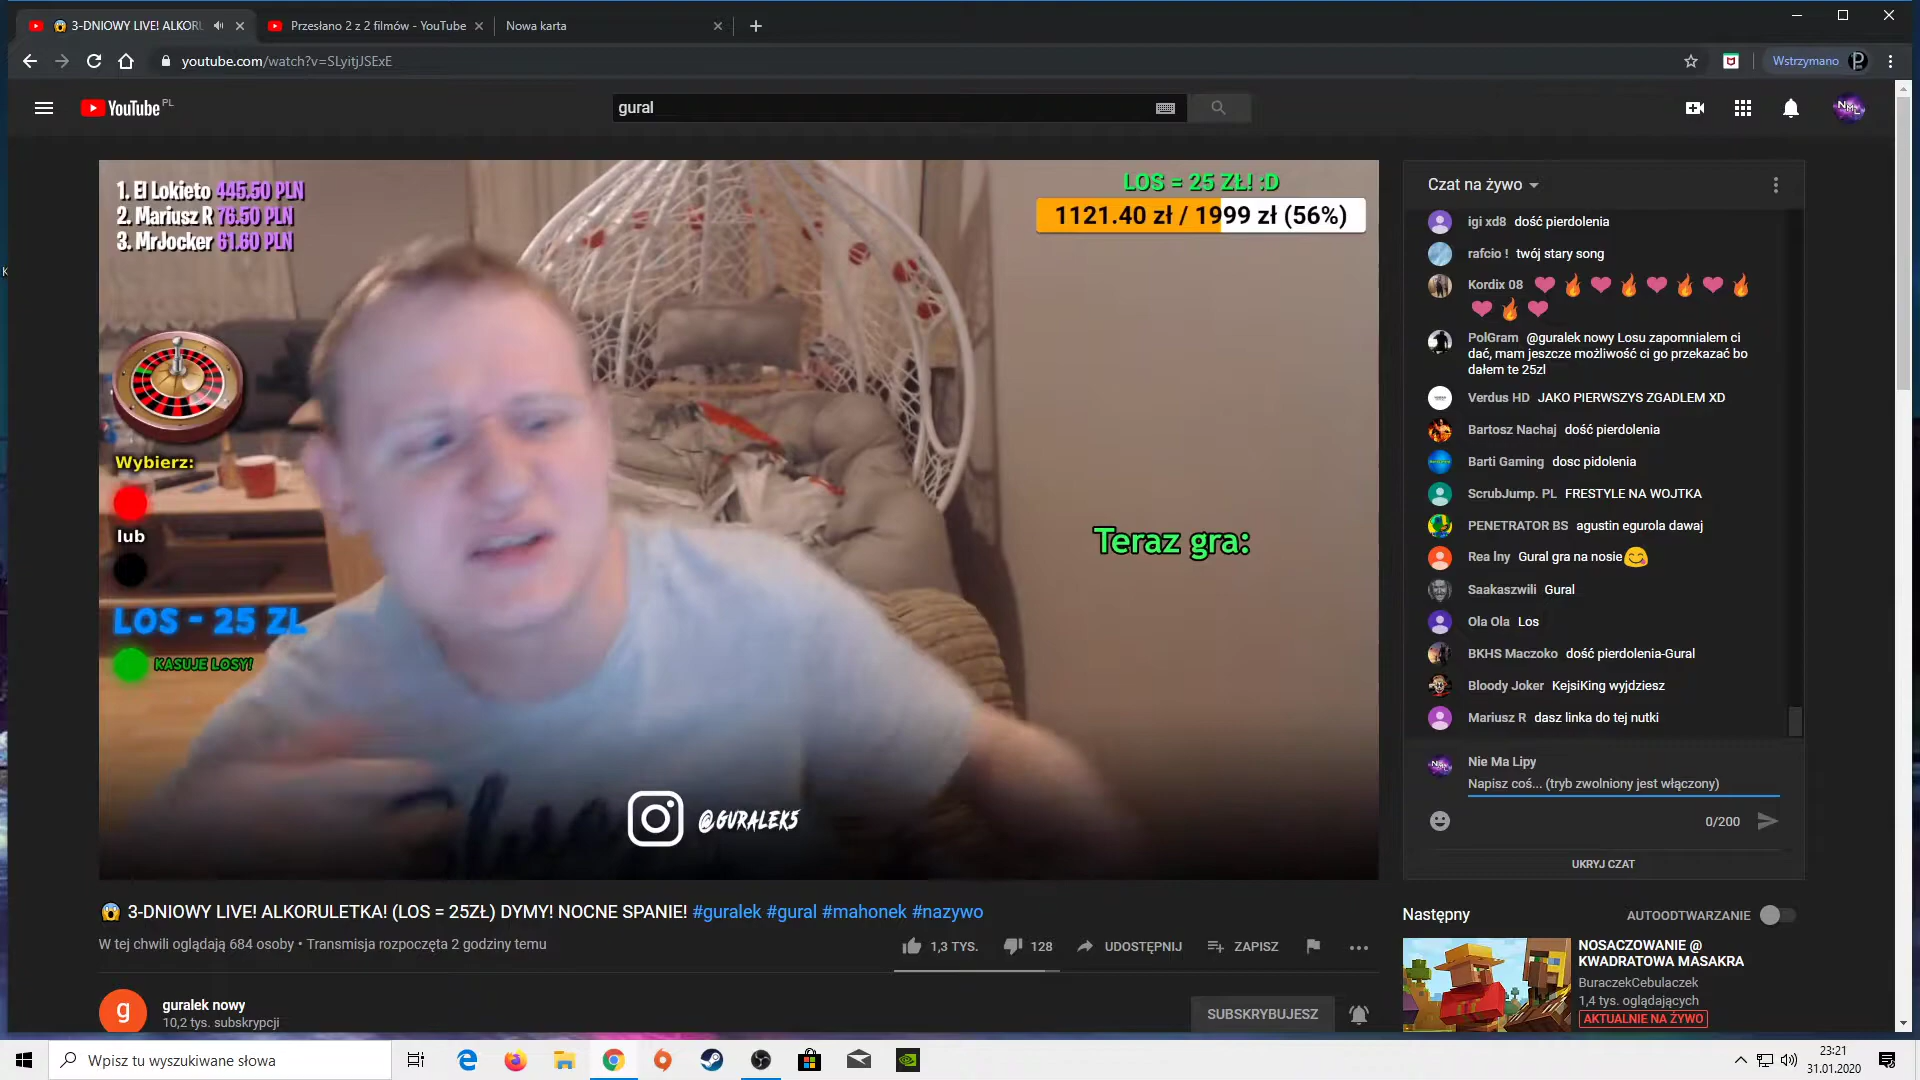 3-DNIOWY LIVE! ALKORU
Przesłano 2 z 2 filmów - YouTube
Nowa karta
youtube.com/watch?v=SLyitjJSExE
Wstrzymano
YouTube PL
gural
1. El Lokieto 445.50 PLN
2. Mariusz R 76.50 PLN
3. MrJocker 61.60 PLN
LOS = 25 ZŁ! :D
1121.40 zł / 1999 zł (56%)
Wybierz:
lub
LOS - 25 ZL
KASUJE LOSY!
Teraz gra:
@GURALEK5
Czat na żywo
igi xd8 dość pierdolenia
rafcio ! twój stary song
Kordix 08
PolGram @guralek nowy Losu zapomnialem ci
dać, mam jeszcze możliwość ci go przekazać bo
dałem te 25zl
Verdus HD JAKO PIERWSZYS ZGADLEM XD
Bartosz Nachaj dość pierdolenia
Barti Gaming dosc pidolenia
ScrubJump. PL FRESTYLE NA WOJTKA
PENETRATOR BS agustin egurola dawaj
Rea lny Gural gra na nosie
Saakaszwili Gural
Ola Ola Los
BKHS Maczoko dość pierdolenia-Gural
Bloody Joker KejsiKing wyjdziesz
Mariusz R dasz linka do tej nutki
Nie Ma Lipy
Napisz coś... (tryb zwolniony jest włączony)
0/200
UKRYJ CZAT
3-DNIOWY LIVE! ALKORULETKA! (LOS = 25ZŁ) DYMY! NOCNE SPANIE! #guralek #gural #mahonek #nazywo
W tej chwili oglądają 684 osoby • Transmisja rozpoczęta 2 godziny temu
1,3 TYS.
128
UDOSTĘPNIJ
ZAPISZ
g
guralek nowy
10,2 tys. subskrypcji
SUBSKRYBUJESZ
Następny
AUTOODTWARZANIE
NOSACZOWANIE @
KWADRATOWA MASAKRA
BuraczekCebulaczek
1,4 tys. oglądających
AKTUALNIE NA ŻYWO
Wpisz tu wyszukiwane słowa
23:21
31.01.2020